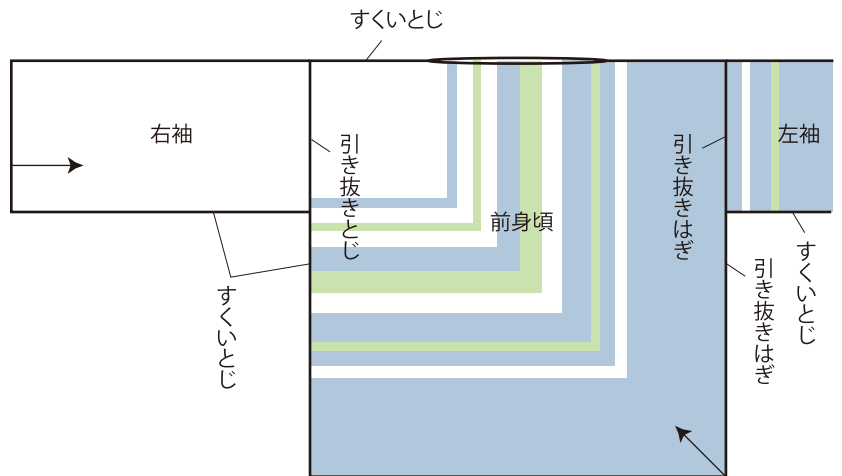 すくいとじ
右袖
引き抜きとじ
前身頃
引き抜きはぎ
左袖
すくいとじ
引き抜きはぎ
すくいとじ